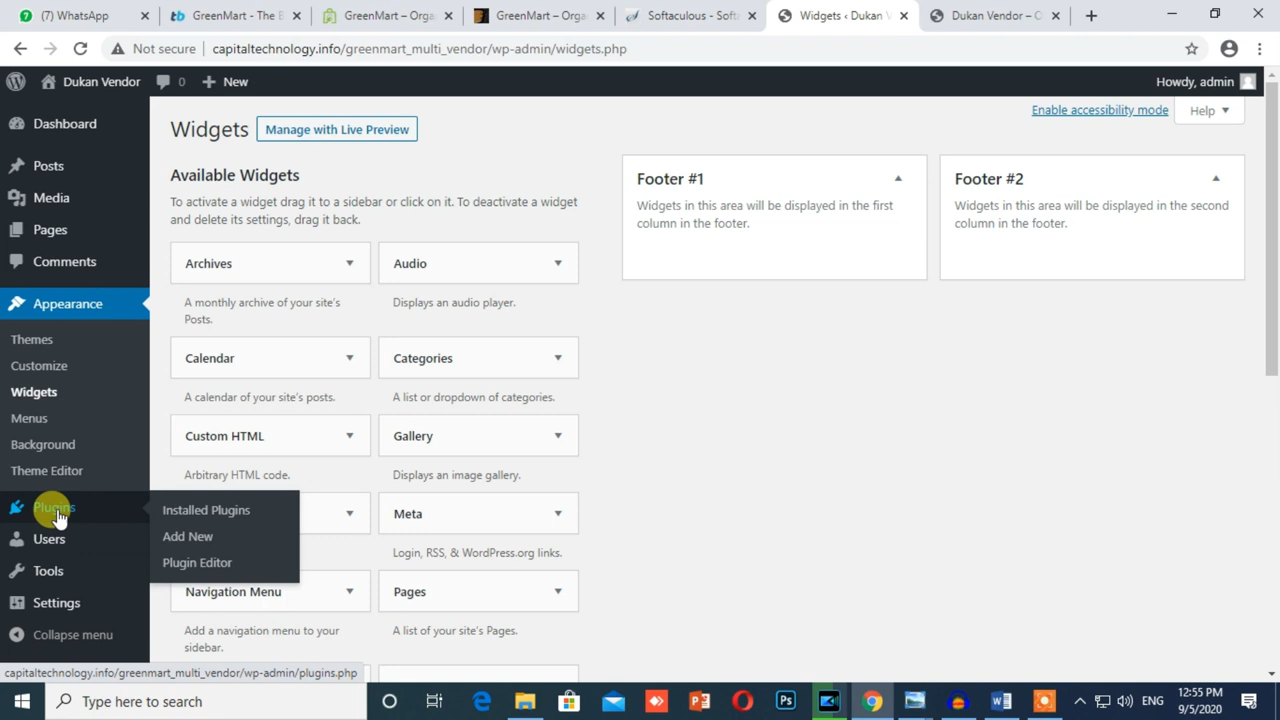 (7) WhatsApp
GreenMart - The B
GreenMart – Orga
GreenMart – Orga
Softaculous - Soft
Widgets ‹ Dukan V
Dukan Vendor – O
Not secure
capitaltechnology.info/greenmart_multi_vendor/wp-admin/widgets.php
Dukan Vendor
0
New
Howdy, admin
Dashboard
Posts
Media
Pages
Comments
Appearance
Themes
Customize
Widgets
Menus
Background
Theme Editor
Plugins
Users
Tools
Settings
Collapse menu
Installed Plugins
Add New
Plugin Editor
Enable accessibility mode
Help
Widgets
Manage with Live Preview
Available Widgets
To activate a widget drag it to a sidebar or click on it. To deactivate a widget
and delete its settings, drag it back.
Archives
A monthly archive of your site's
Posts.
Audio
Displays an audio player.
Calendar
A calendar of your site's posts.
Categories
A list or dropdown of categories.
Custom HTML
Arbitrary HTML code.
Gallery
Displays an image gallery.
Meta
Login, RSS, & WordPress.org links.
Navigation Menu
Add a navigation menu to your
sidebar.
Pages
A list of your site's Pages.
Footer #1
Widgets in this area will be displayed in the first
column in the footer.
Footer #2
Widgets in this area will be displayed in the second
column in the footer.
capitaltechnology.info/greenmart_multi_vendor/wp-admin/plugins.php
Type here to search
ENG
12:55 PM
9/5/2020